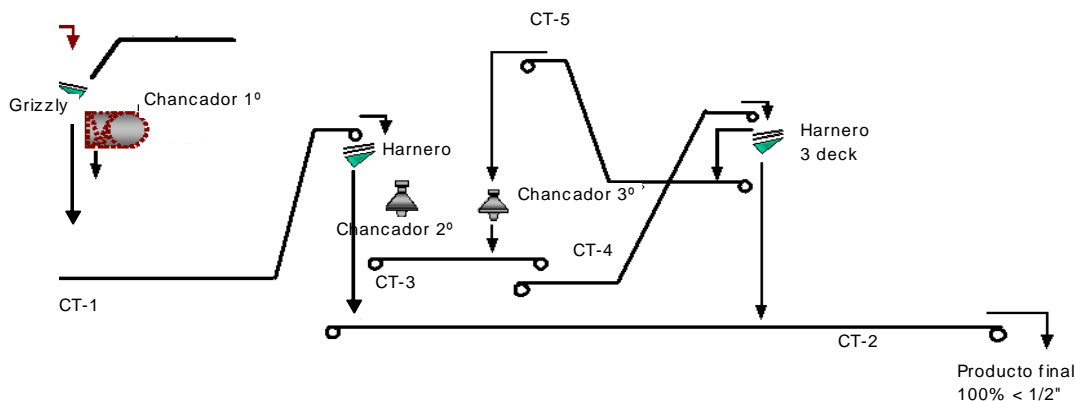 CT-5
Grizzly
Chancador 1º
Harnero
Harnero
3 deck
Chancador 3º
Chancador 2º
CT-4
CT-3
CT-1
CT-2
Producto final
100% < 1/2"